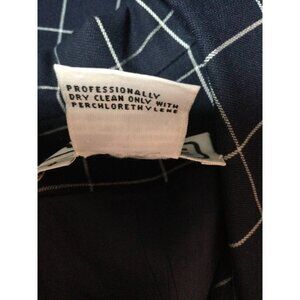 PROFESSIONALLY
DRY CLEAN ONLY WITH
PERCHLORETHYLENE